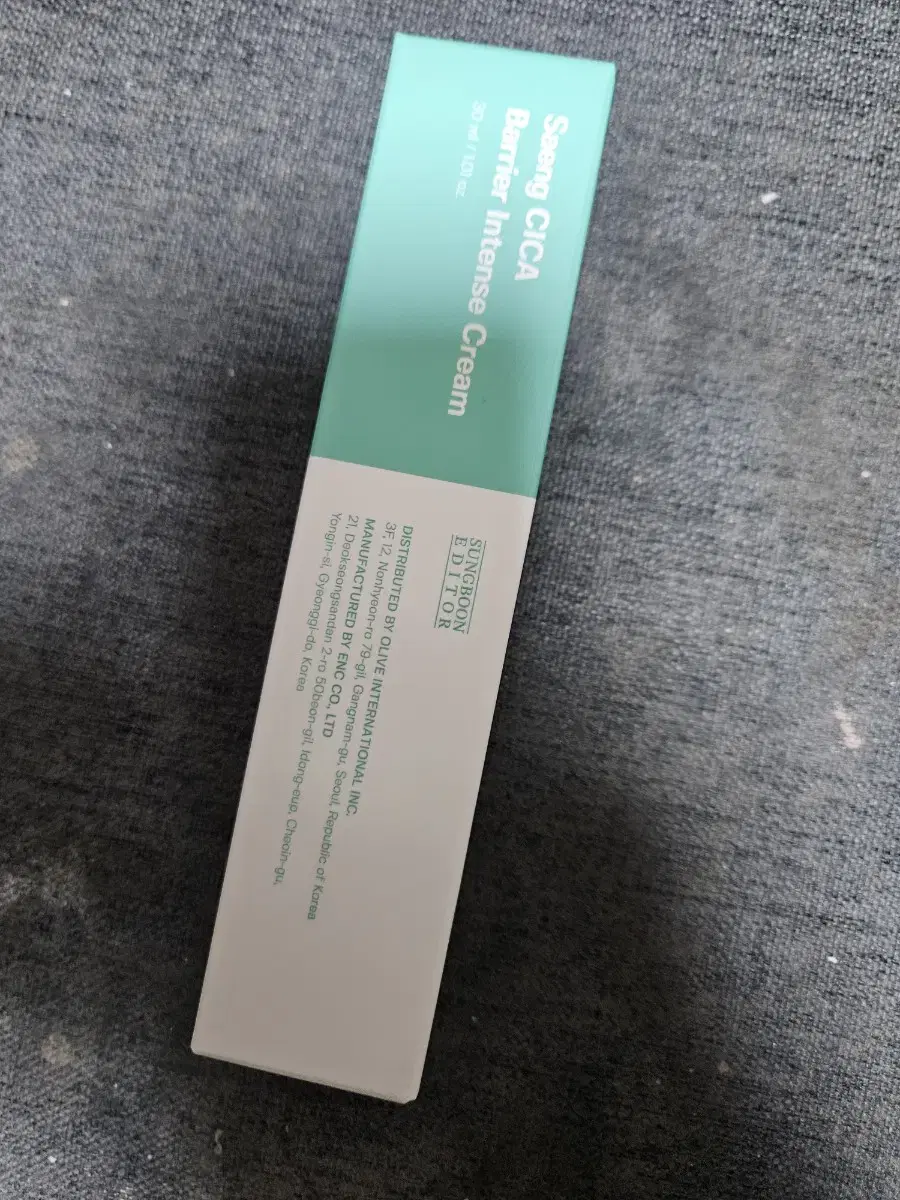 Saeng CICA
Barrier Intense Cream
30 ml / 1.01 oz.
SUNGBOON
EDITOR
DISTRIBUTED BY OLIVE INTERNATIONAL INC.
3F, 12, Nonhyeon-ro 79-gil, Gangnam-gu, Seoul, Republic of Korea
MANUFACTURED BY ENC CO., LTD
21, Deokseongsandan 2-ro 50beon-gil, Idong-eup, Cheoin-gu,
Yongin-si, Gyeonggi-do, Korea